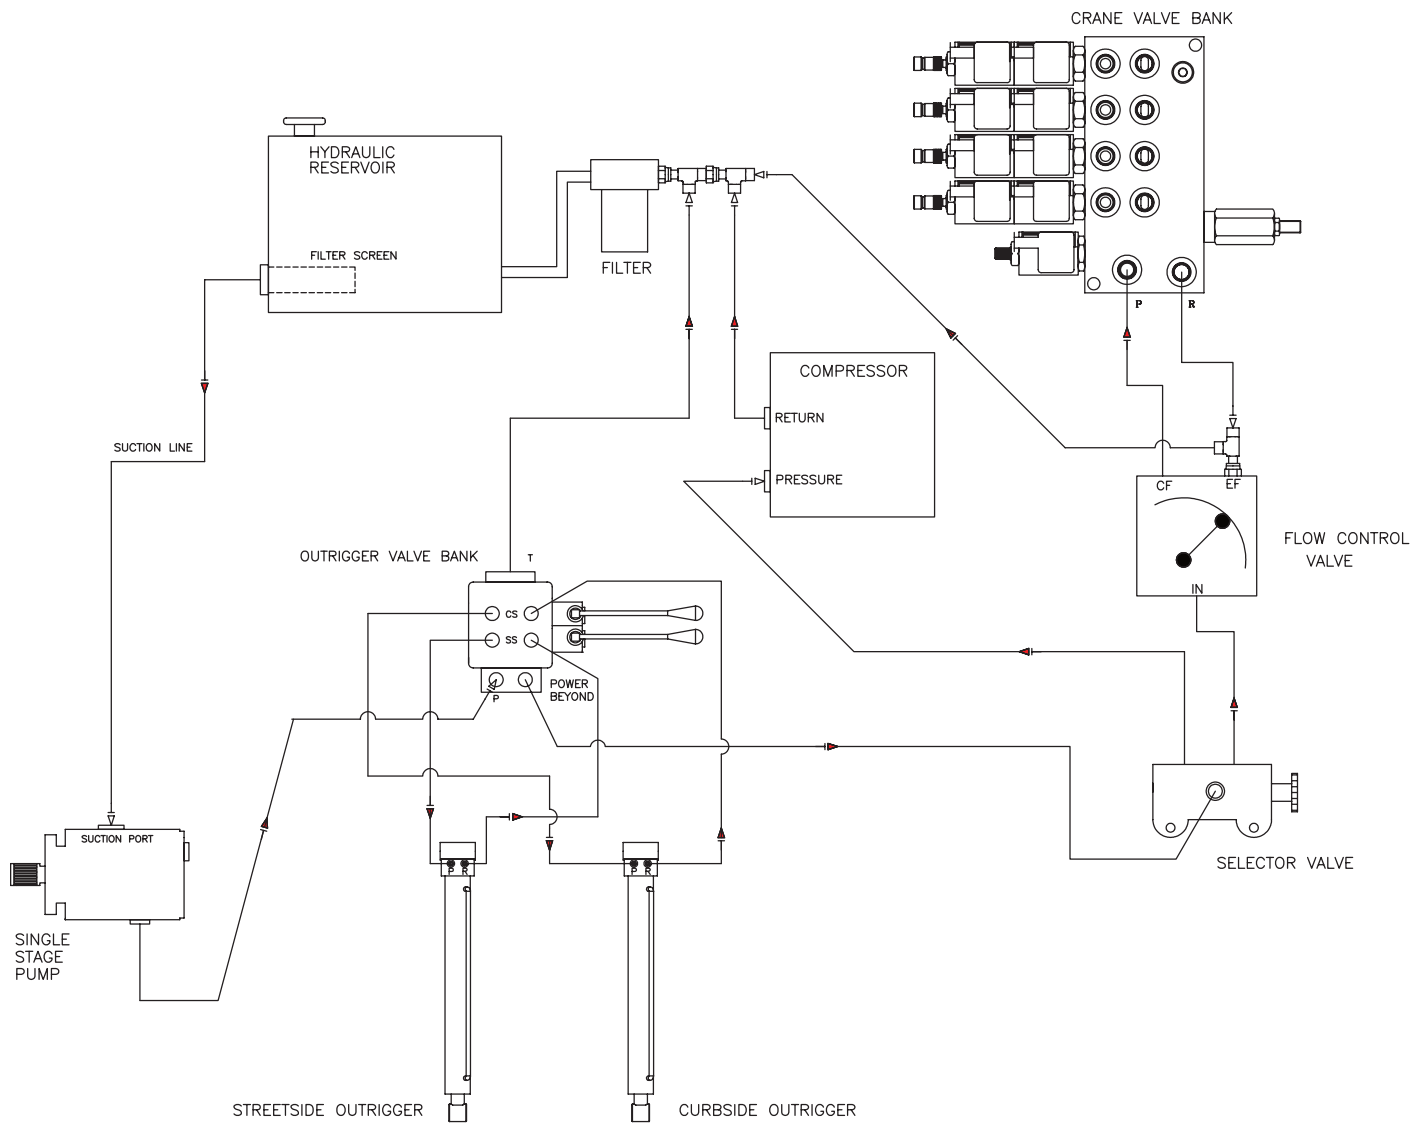 CRANE VALVE BANK
HYDRAULIC
RESERVOIR
FILTER SCREEN
FILTER
P
R
COMPRESSOR
RETURN
PRESSURE
SUCTION LINE
CF
EF
FLOW CONTROL
VALVE
IN
OUTRIGGER VALVE BANK
T
CS
SS
P
POWER
BEYOND
SUCTION PORT
SINGLE
STAGE
PUMP
P R
P R
SELECTOR VALVE
STREETSIDE OUTRIGGER
CURBSIDE OUTRIGGER